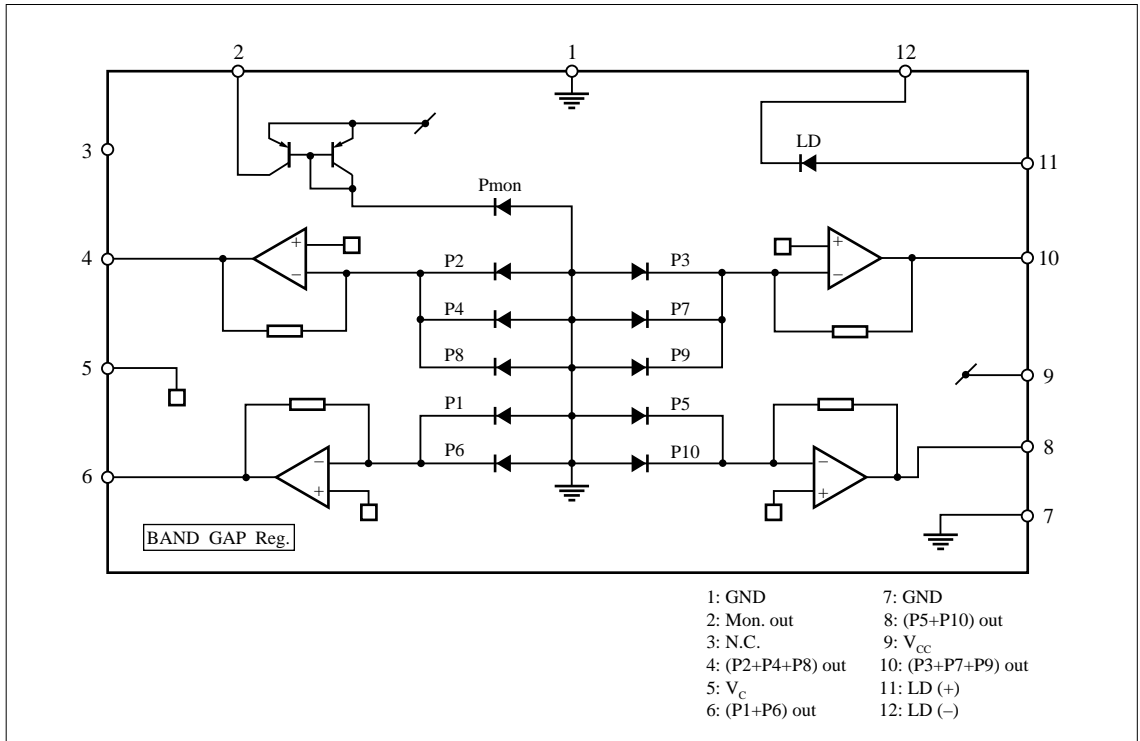 2
1
12
3
LD
11
Pmon
4
+
−
P2
P3
+
−
10
P4
P7
P8
P9
5
9
P1
P5
8
6
−
+
P6
P10
−
+
7
BAND GAP Reg.
1: GND
2: Mon. out
3: N.C.
4: (P2+P4+P8) out
5: VC
6: (P1+P6) out
7: GND
8: (P5+P10) out
9: VCC
10: (P3+P7+P9) out
11: LD (+)
12: LD (–)